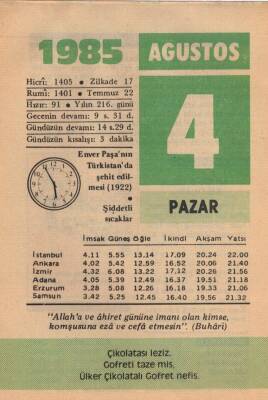 1985 AGUSTOS
Hicrî: 1405 • Zilkade 17
Rumî: 1401 • Temmuz 22
Hızır: 91 • Yılın 216. günü
Gecenin devamı: 9 s. 31 d.
Gündüzün devamı: 14 s.29 d.
Gündüzün kısalışı: 3 dakika
4
Enver Paşa'nın
Türkistan'da
şehit edil-
mesi (1922)
•
Şiddetli
sıcaklar
PAZAR
İmsak Güneş Öğle İkindi Akşam Yatsı
İstanbul 4,11 5.55 13,14 17,09 20,24 22,00
Ankara 4,02 5,42 12,59 16,52 20,06 21,40
İzmir 4,32 6,08 13,22 17,12 20,26 21,56
Adana 4,05 5,39 12,49 16,37 19,51 21,18
Erzurum 3,28 5.08 12,26 16,18 19,33 21,06
Samsun 3,42 5,25 12,45 16,40 19,56 21,32
"Allah'a ve âhiret gününe imanı olan kimse,
komşusuna ezâ ve cefâ etmesin". (Buhârî)
Çikolatası leziz,
Gofreti taze mis,
Ülker Çikolatalı Gofret nefis.